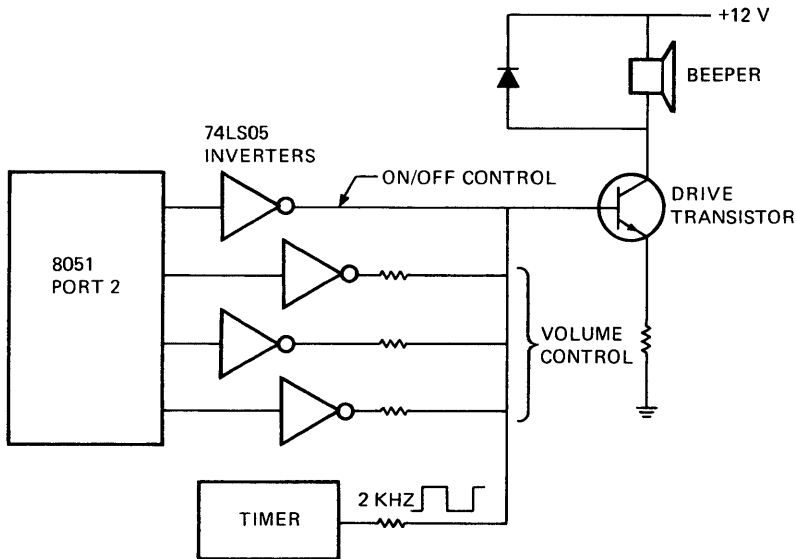 +12 V
BEEPER
74LS05
INVERTERS
ON/OFF CONTROL
DRIVE
TRANSISTOR
8051
PORT 2
VOLUME
CONTROL
2 KHZ
TIMER